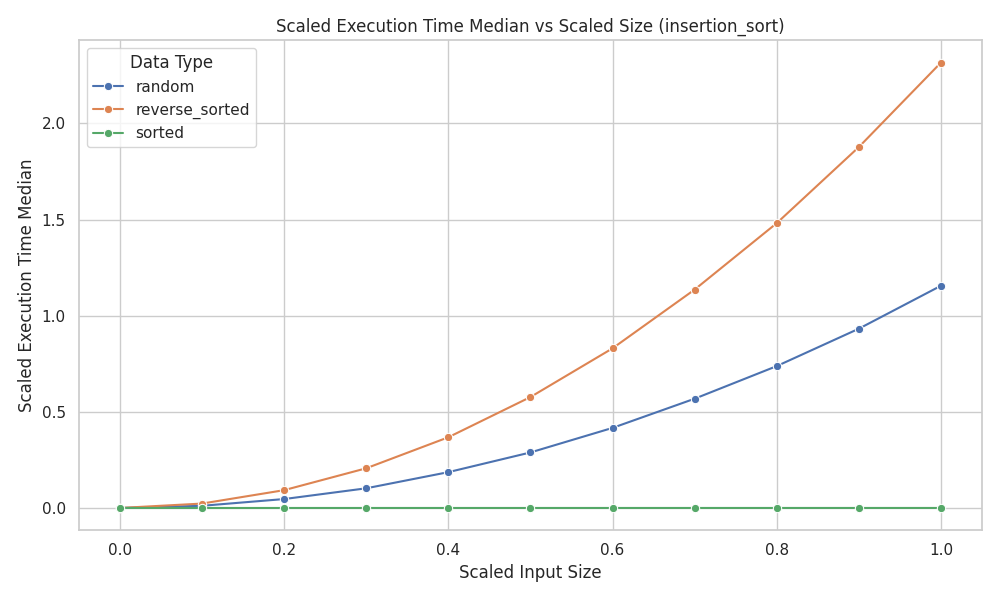 Scaled Execution Time Median vs Scaled Size (insertion_sort)
Data Type
random
reverse_sorted
sorted
Scaled Execution Time Median
2.0
1.5
1.0
0.5
0.0
0.0 0.2 0.4 0.6 0.8 1.0
Scaled Input Size